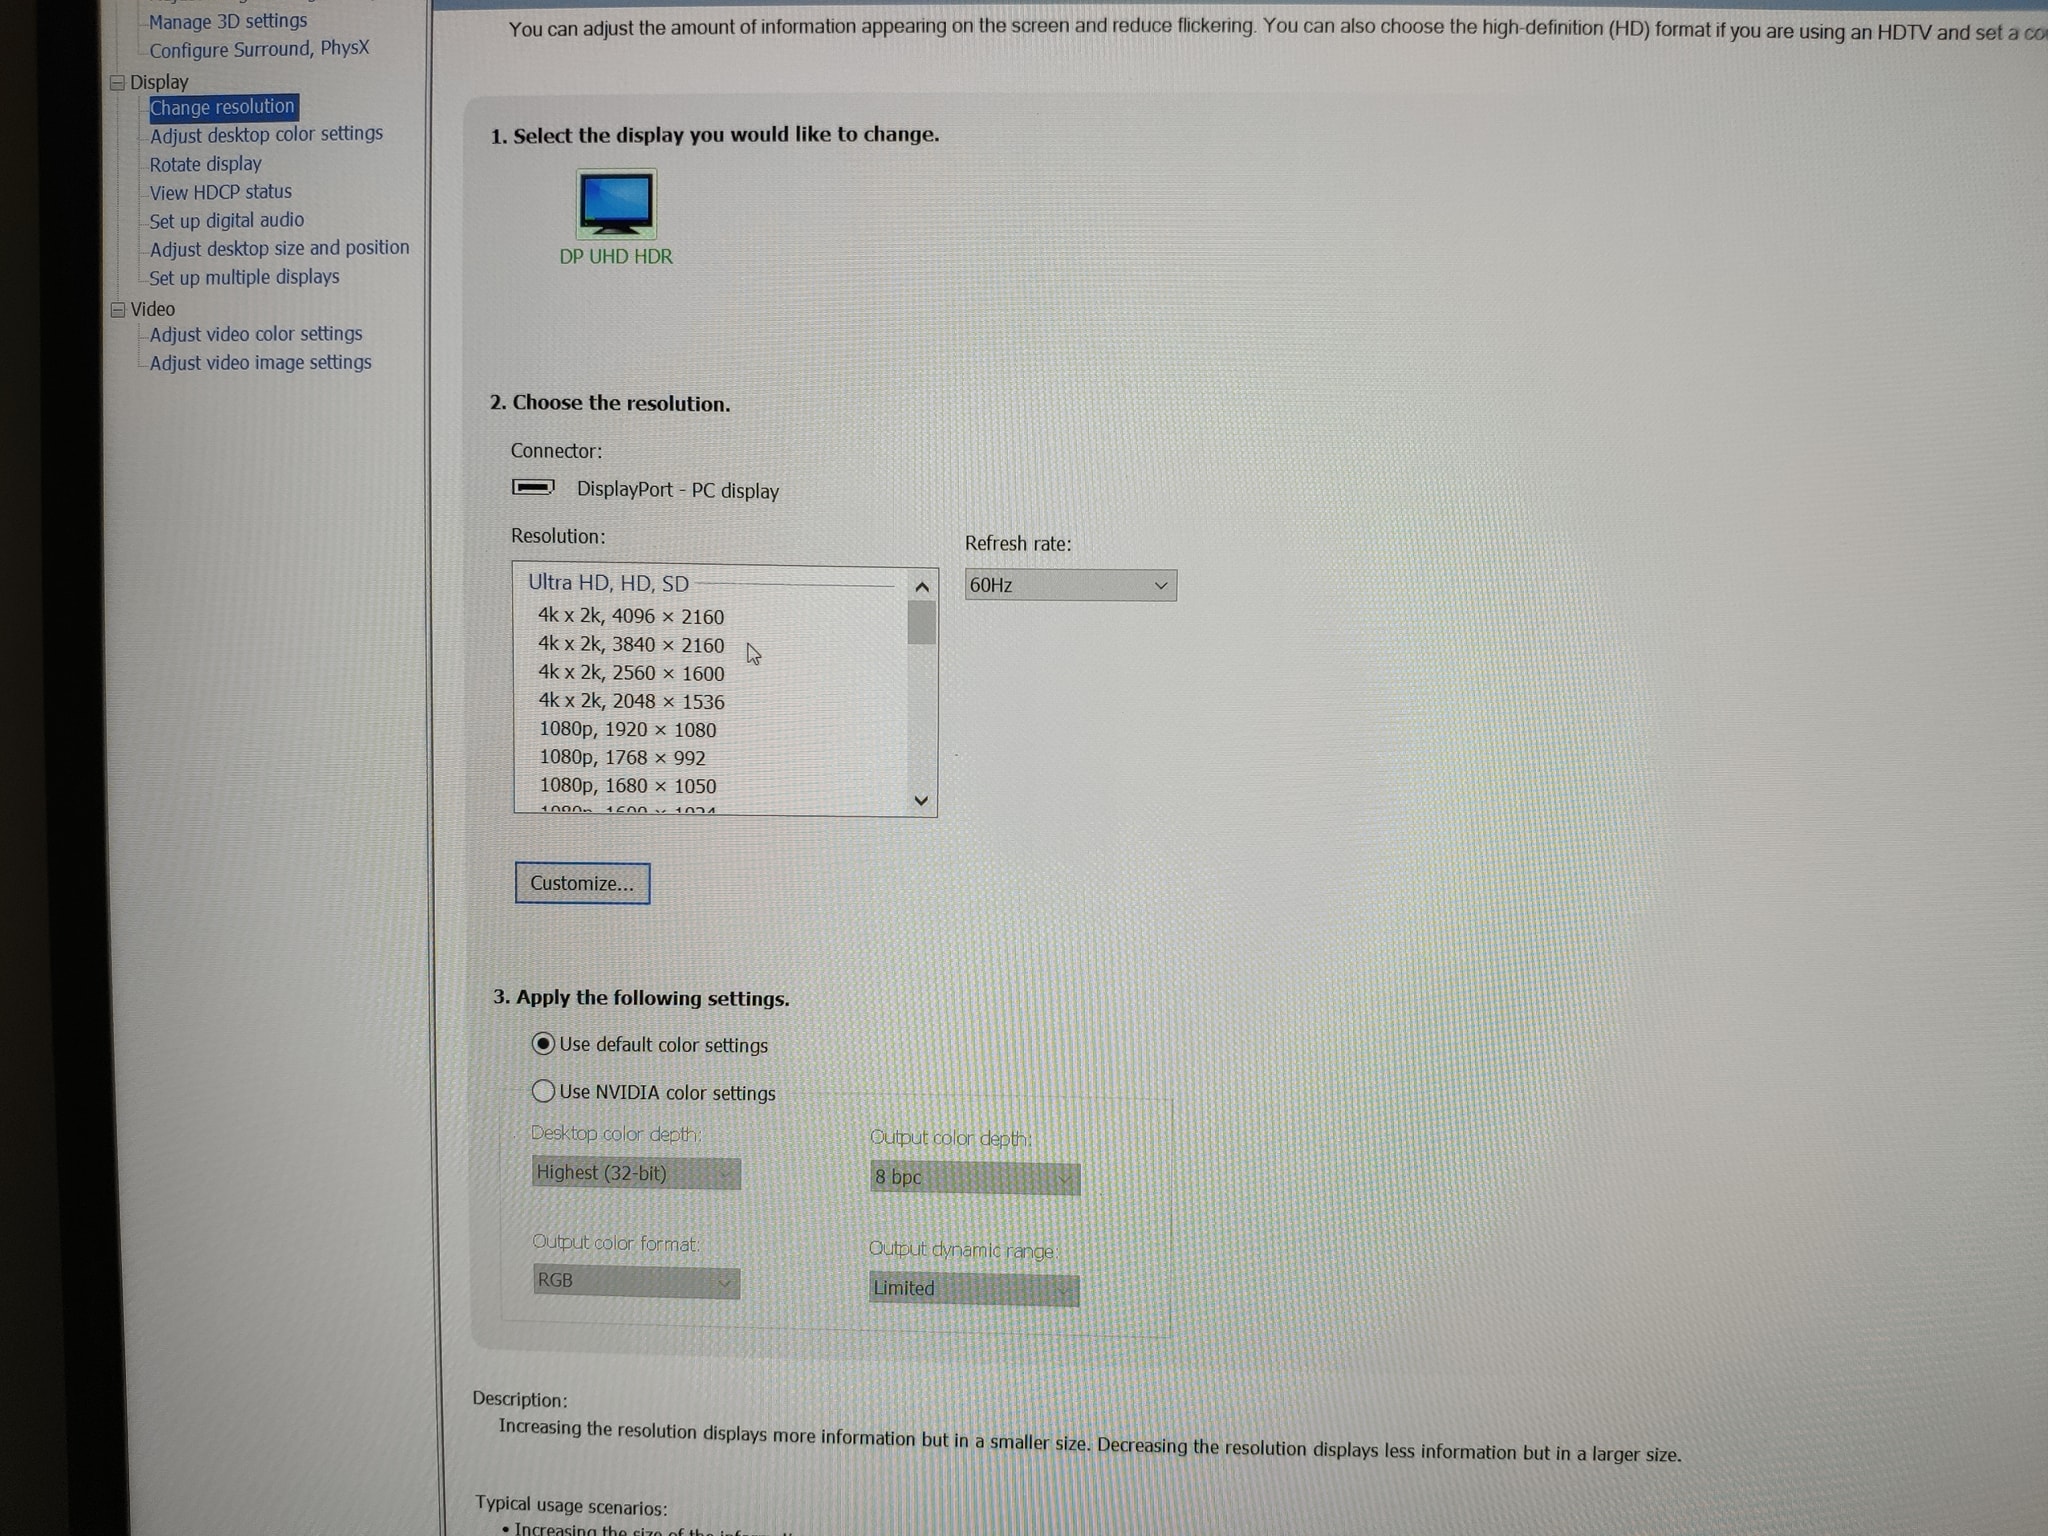 Manage 3D settings
Configure Surround, PhysX
Display
Change resolution
Adjust desktop color settings
Rotate display
View HDCP status
Set up digital audio
Adjust desktop size and position
Set up multiple displays
Video
Adjust video color settings
Adjust video image settings
You can adjust the amount of information appearing on the screen and reduce flickering. You can also choose the high-definition (HD) format if you are using an HDTV and set a
1. Select the display you would like to change.
DP UHD HDR
2. Choose the resolution.
Connector:
DisplayPort - PC display
Resolution:
Refresh rate:
Ultra HD, HD, SD
60Hz
4k x 2k, 4096 × 2160
4k x 2k, 3840 × 2160
4k x 2k, 2560 × 1600
4k x 2k, 2048 × 1536
1080p, 1920 × 1080
1080p, 1768 × 992
1080p, 1680 × 1050
Customize...
3. Apply the following settings.
Use default color settings
Use NVIDIA color settings
Desktop color depth:
Output color depth:
Highest (32-bit)
8 bpc
Output color format:
Output dynamic range:
RGB
Limited
Description:
Increasing the resolution displays more information but in a smaller size. Decreasing the resolution displays less information but in a larger size.
Typical usage scenarios:
• Increasing the size of the